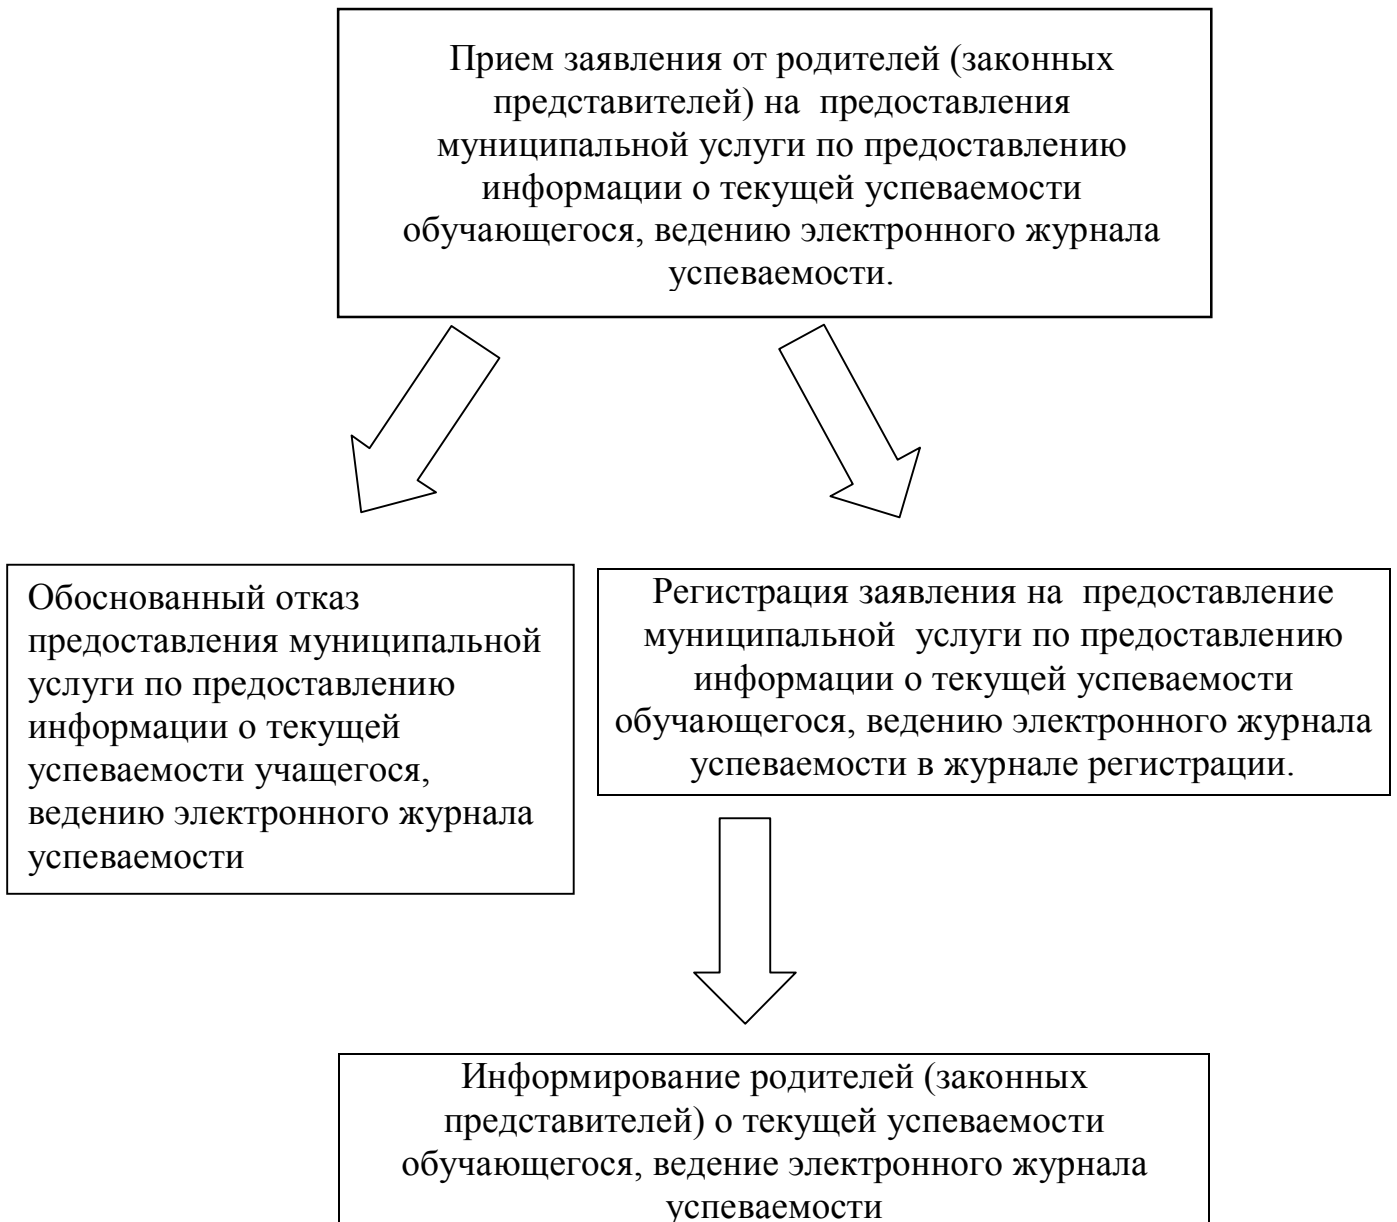 Прием заявления от родителей (законных
представителей) на  предоставления
муниципальной услуги по предоставлению
информации о текущей успеваемости
обучающегося, ведению электронного журнала
успеваемости.
Обоснованный отказ
предоставления муниципальной
услуги по предоставлению
информации о текущей
успеваемости учащегося,
ведению электронного журнала
успеваемости
Регистрация заявления на  предоставление
муниципальной  услуги по предоставлению
информации о текущей успеваемости
обучающегося, ведению электронного журнала
успеваемости в журнале регистрации.
Информирование родителей (законных
представителей) о текущей успеваемости
обучающегося, ведение электронного журнала
успеваемости